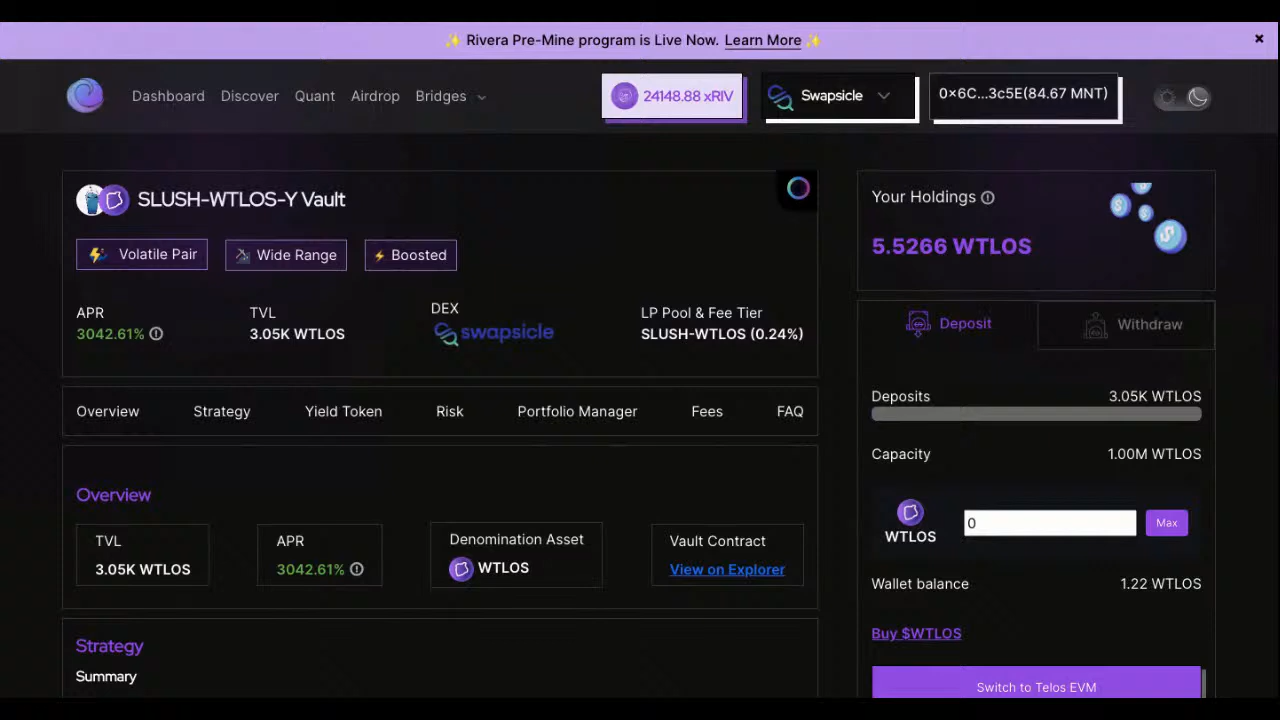 ✨ Rivera Pre-Mine program is Live Now. Learn More ✨ ×
Dashboard Discover Quant Airdrop Bridges 24148.88 xRIV Swapsicle 0×6C...3c5E(84.67 MNT)
SLUSH-WTLOS-Y Vault
Volatile Pair Wide Range Boosted
APR TVL DEX LP Pool & Fee Tier
3042.61% 3.05K WTLOS swapsicle SLUSH-WTLOS (0.24%)
Overview Strategy Yield Token Risk Portfolio Manager Fees FAQ
Overview
TVL APR Denomination Asset Vault Contract
3.05K WTLOS 3042.61% WTLOS View on Explorer
Strategy
Summary
Your Holdings
5.5266 WTLOS
Deposit Withdraw
Deposits 3.05K WTLOS
Capacity 1.00M WTLOS
WTLOS 0 Max
Wallet balance 1.22 WTLOS
Buy $WTLOS
Switch to Telos EVM